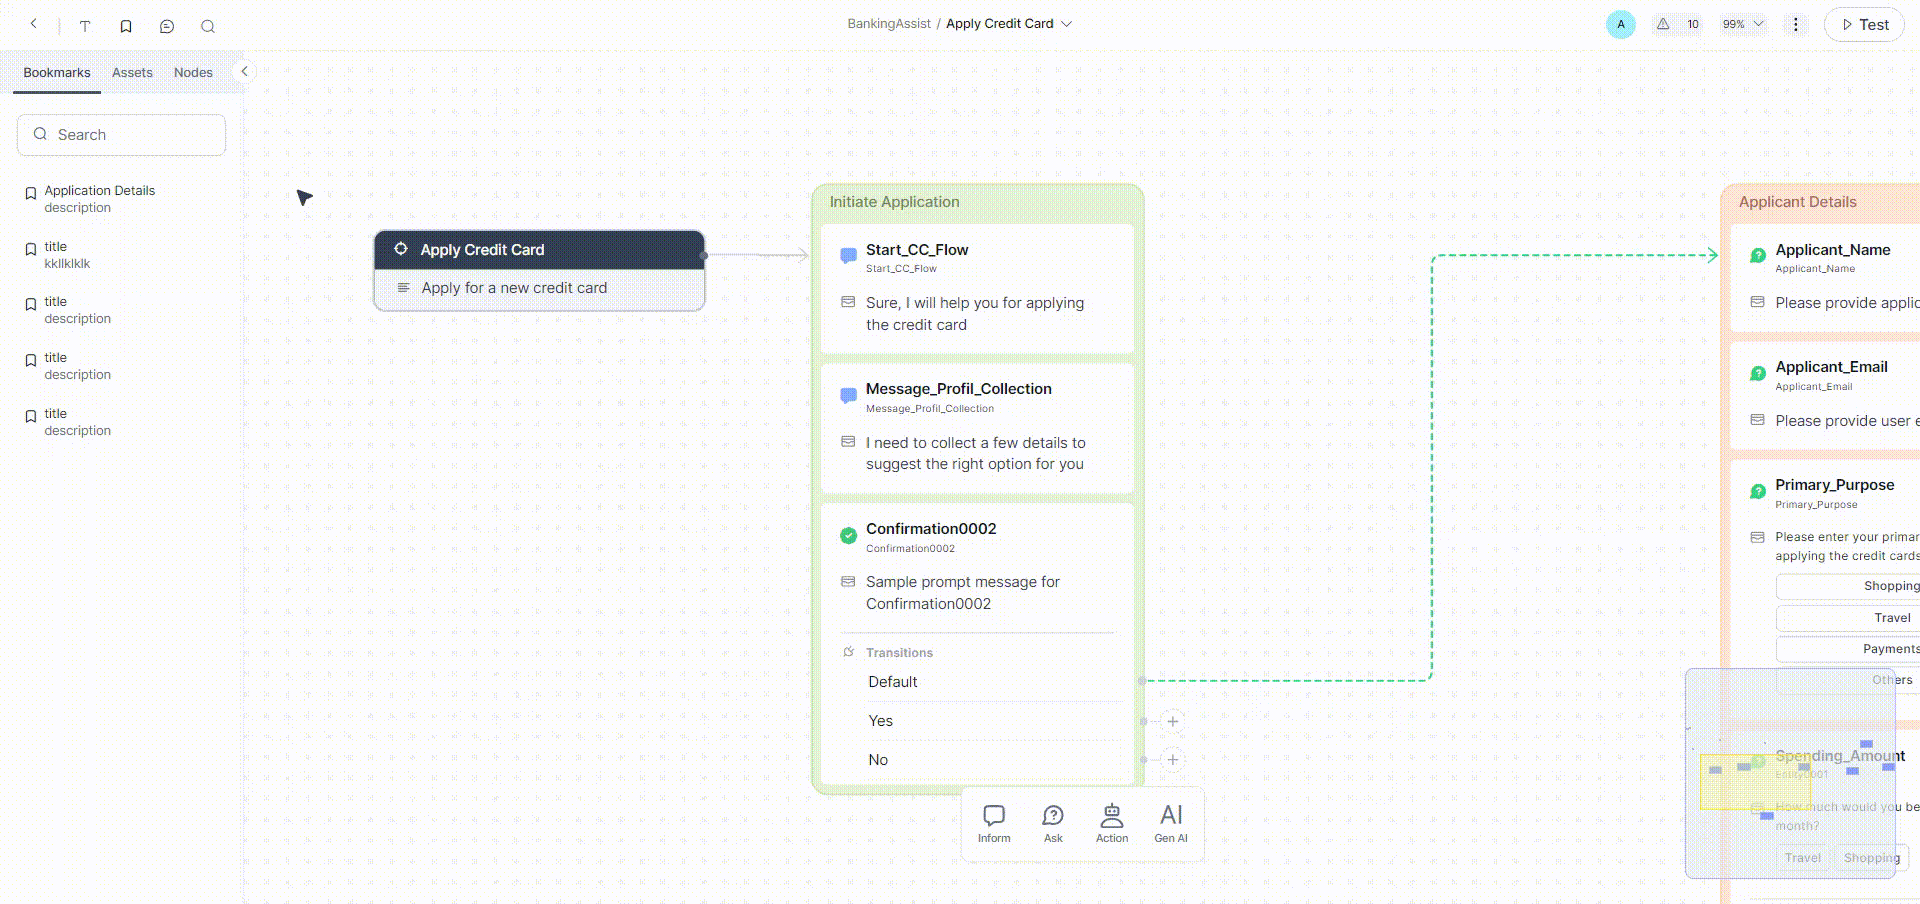 BankingAssist / Apply Credit Card
A
10
99%
Test
Bookmarks
Assets
Nodes
Search
Application Details
description
title
kkllklklk
title
description
title
description
title
description
Apply Credit Card
Apply for a new credit card
Initiate Application
Start_CC_Flow
Start_CC_Flow
Sure, I will help you for applying
the credit card
Message_Profil_Collection
Message_Profil_Collection
I need to collect a few details to
suggest the right option for you
Confirmation0002
Confirmation0002
Sample prompt message for
Confirmation0002
Transitions
Default
Yes
No
Inform
Ask
Action
AI
Gen AI
Applicant Details
Applicant_Name
Applicant_Name
Please provide applic
Applicant_Email
Applicant_Email
Please provide user e
Primary_Purpose
Primary_Purpose
Please enter your primar
applying the credit cards
Shopping
Travel
Payments
Others
Spending_Amount
Entity0001
How much would you be
month?
Travel
Shopping